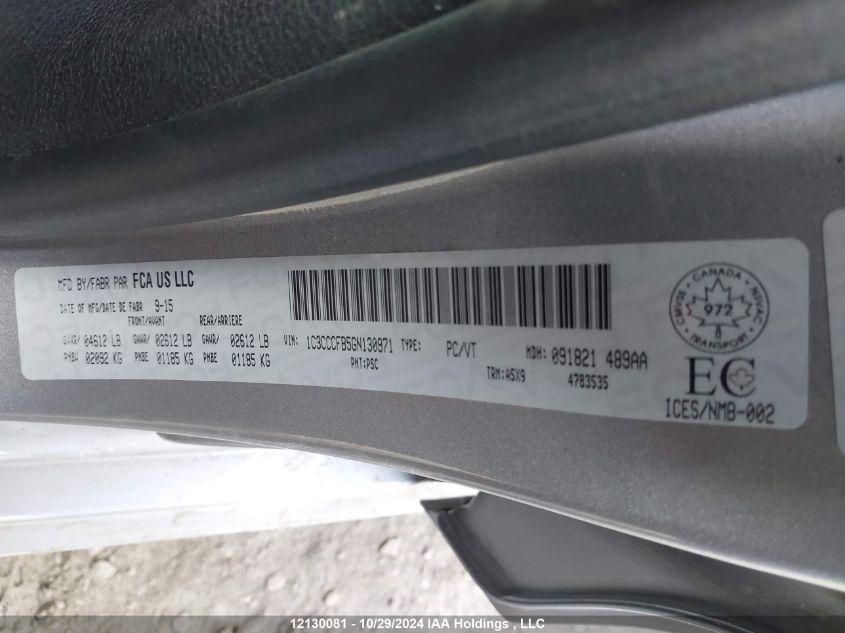 MFD BY/FABR PAR FCA US LLC
DATE OF MFG/DATE DE FABR 9-15
FRONT/AVANT REAR/ARRIERE
GVWR/ 04612 LB GAWR/ 02612 LB GAWR/ 02612 LB
PNBV 02092 KG PNBE 01185 KG PNBE 01185 KG
VIN: 1C3CCCFB5GN130971 TYPE: PC/VT MDH: 091821 489AA
PNT:PSC TRM:A5X9 4783535
CANADA
CMVSS 972 NSVAC
TRANSPORT
EC
ICES/NMB-002
12130081 - 10/29/2024 IAA Holdings, LLC